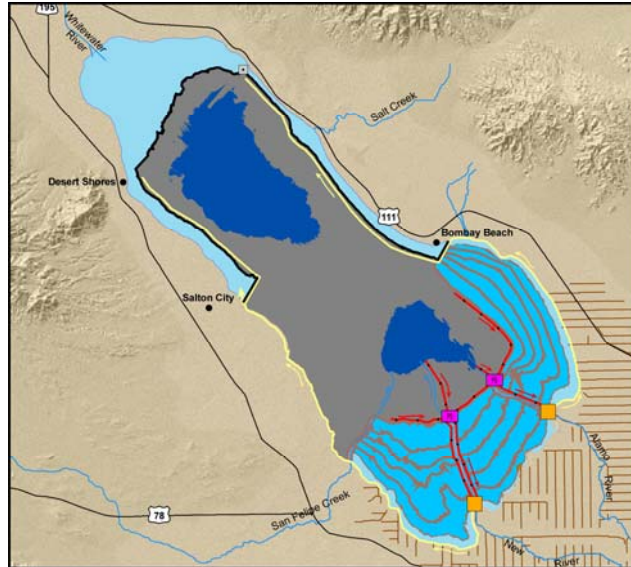 195
Whitewater
River
Salt Creek
Desert Shores
111
Bombay Beach
Salton City
Alamo
River
78
San Felipe Creek
New
River